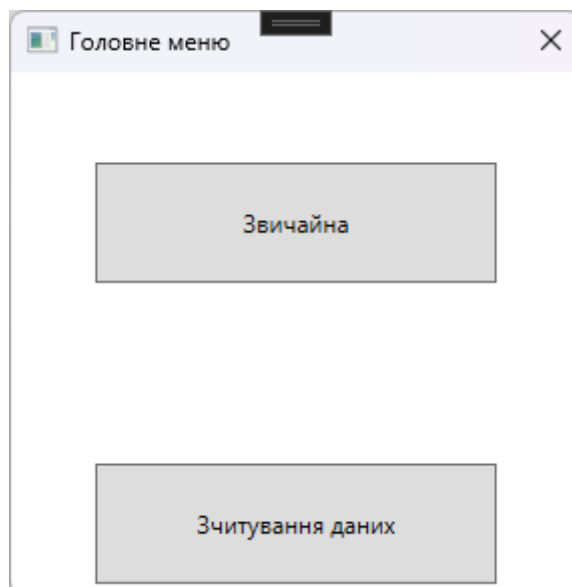 Головне меню
Звичайна
Зчитування даних